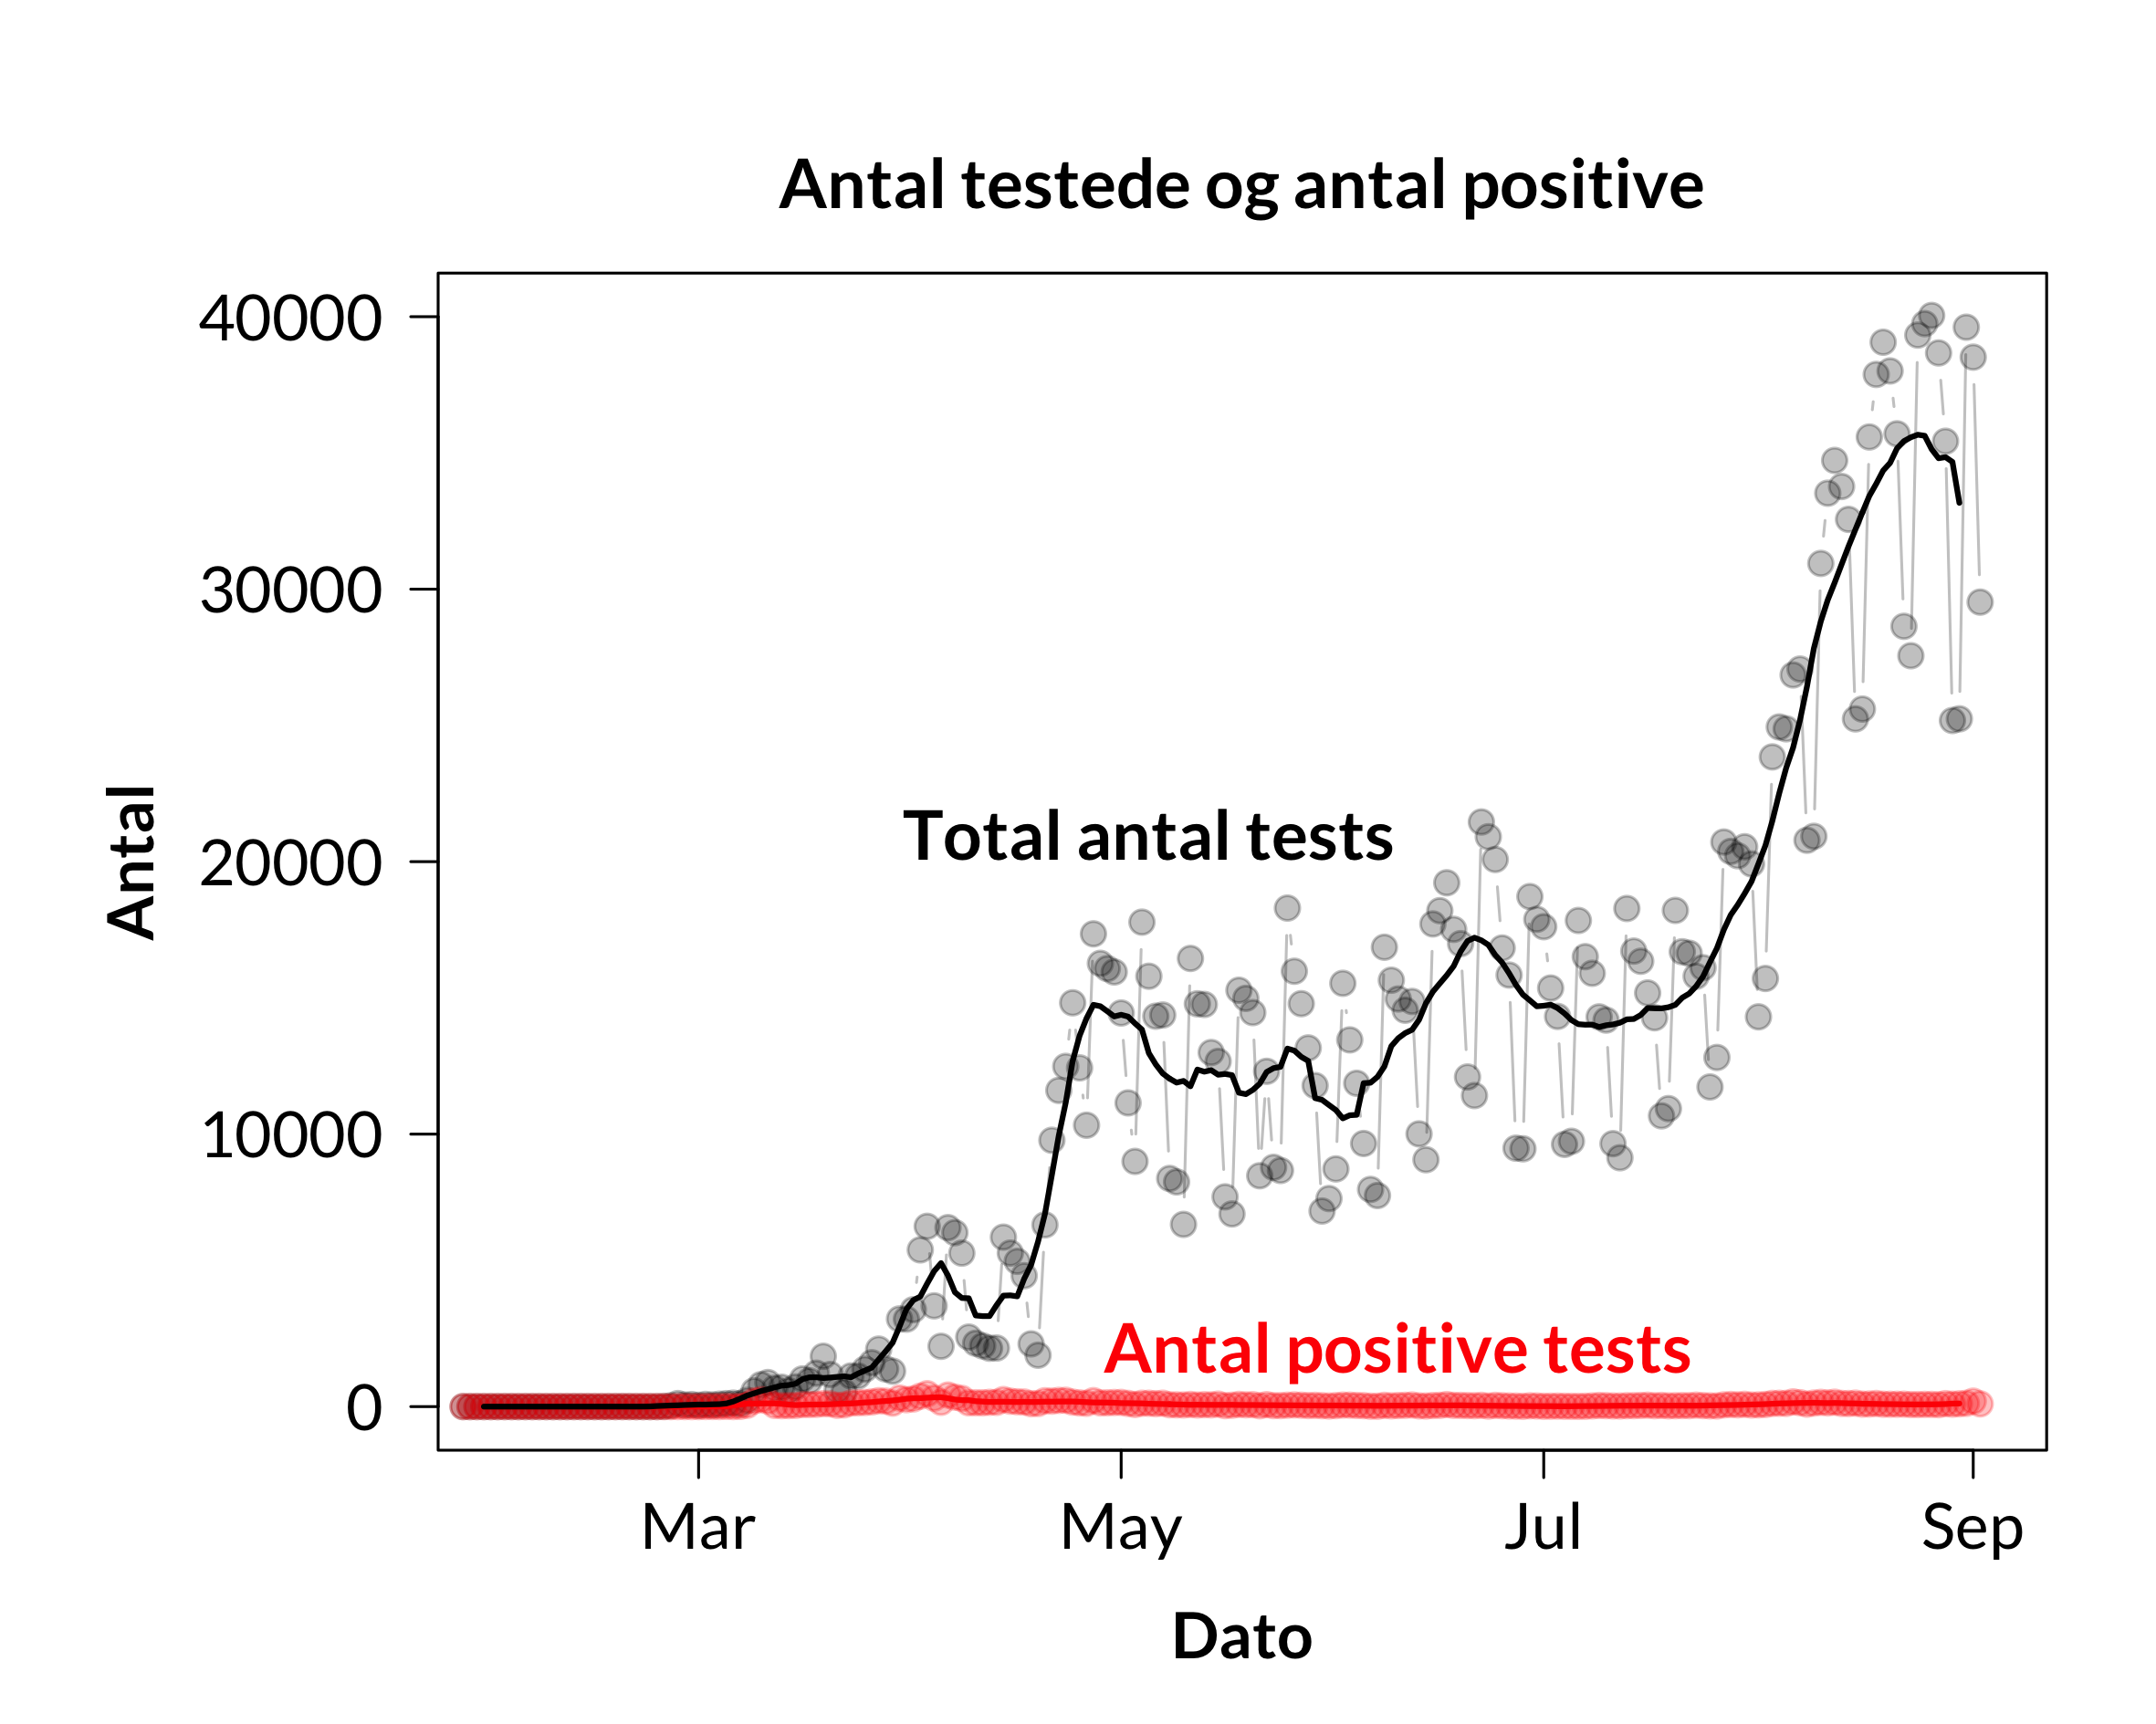 Antal testede og antal positive
40000
30000
20000
10000
0
Antal
Total antal tests
Antal positive tests
Mar
May
Jul
Sep
Dato